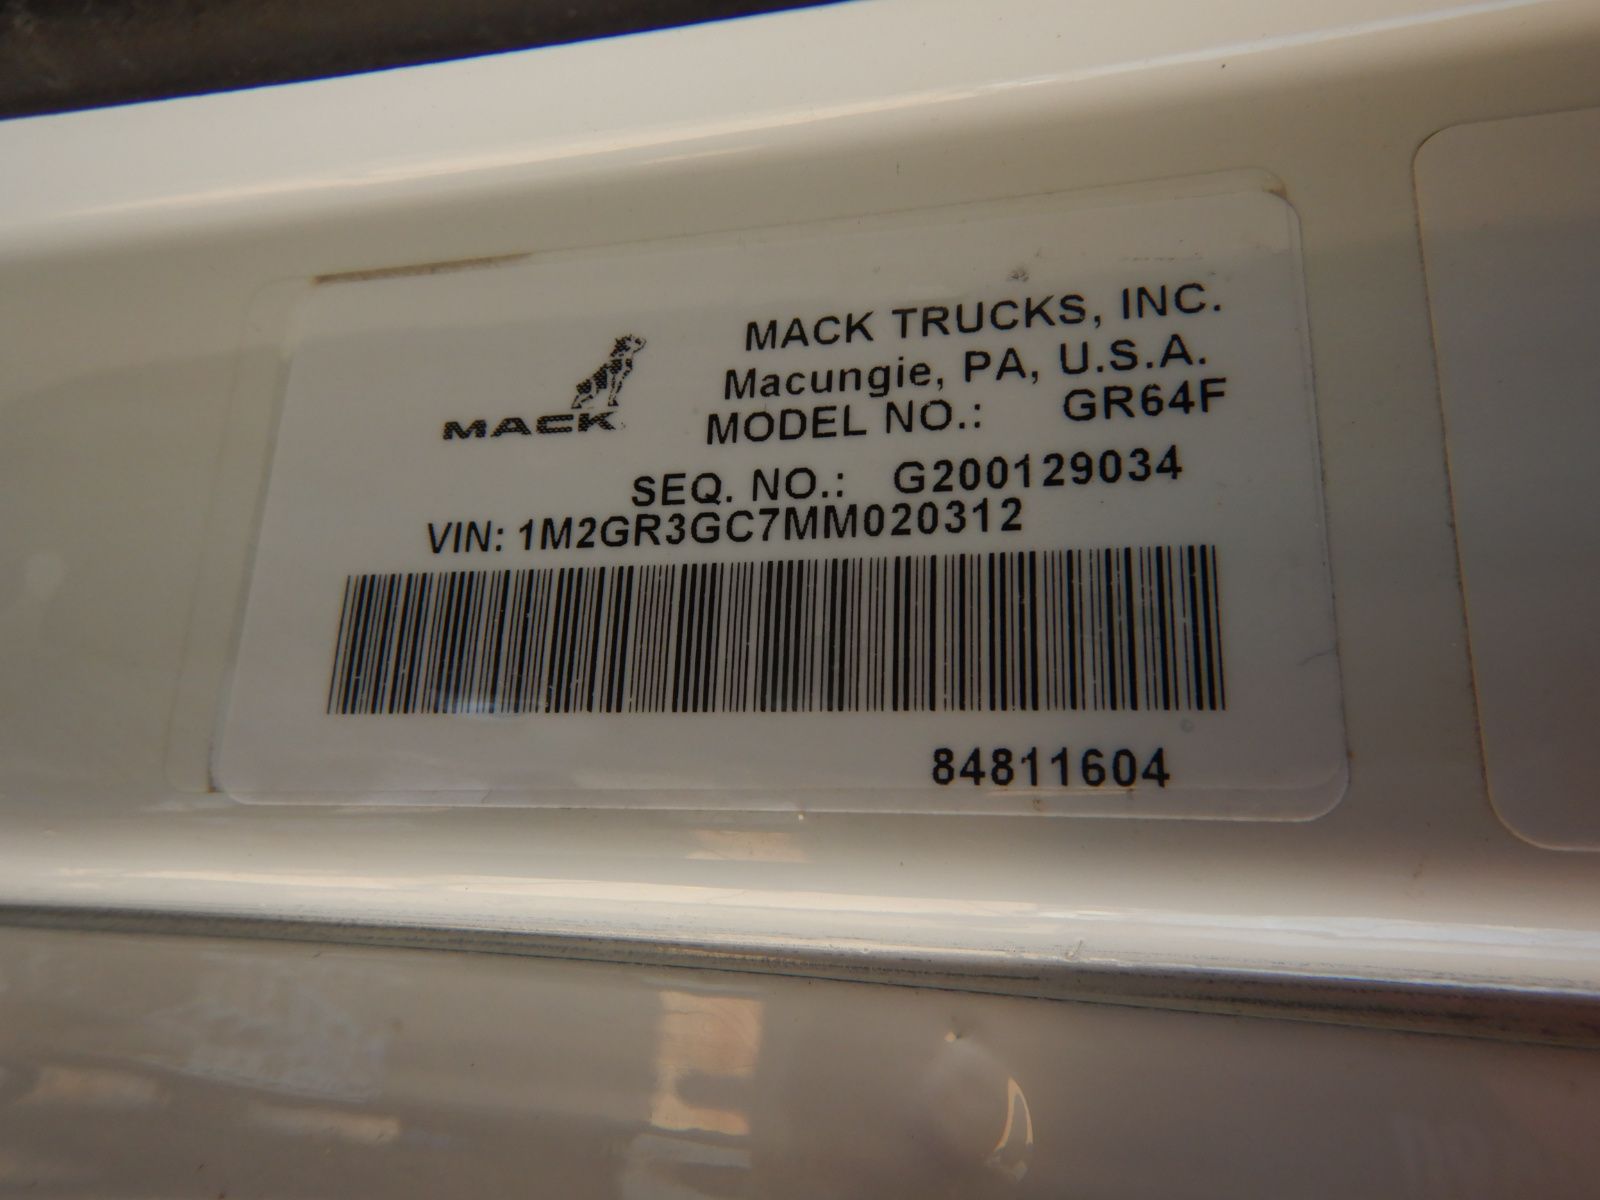 MACK
MACK TRUCKS, INC.
Macungie, PA, U.S.A.
MODEL NO.: GR64F
SEQ. NO.: G200129034
VIN: 1M2GR3GC7MM020312
84811604